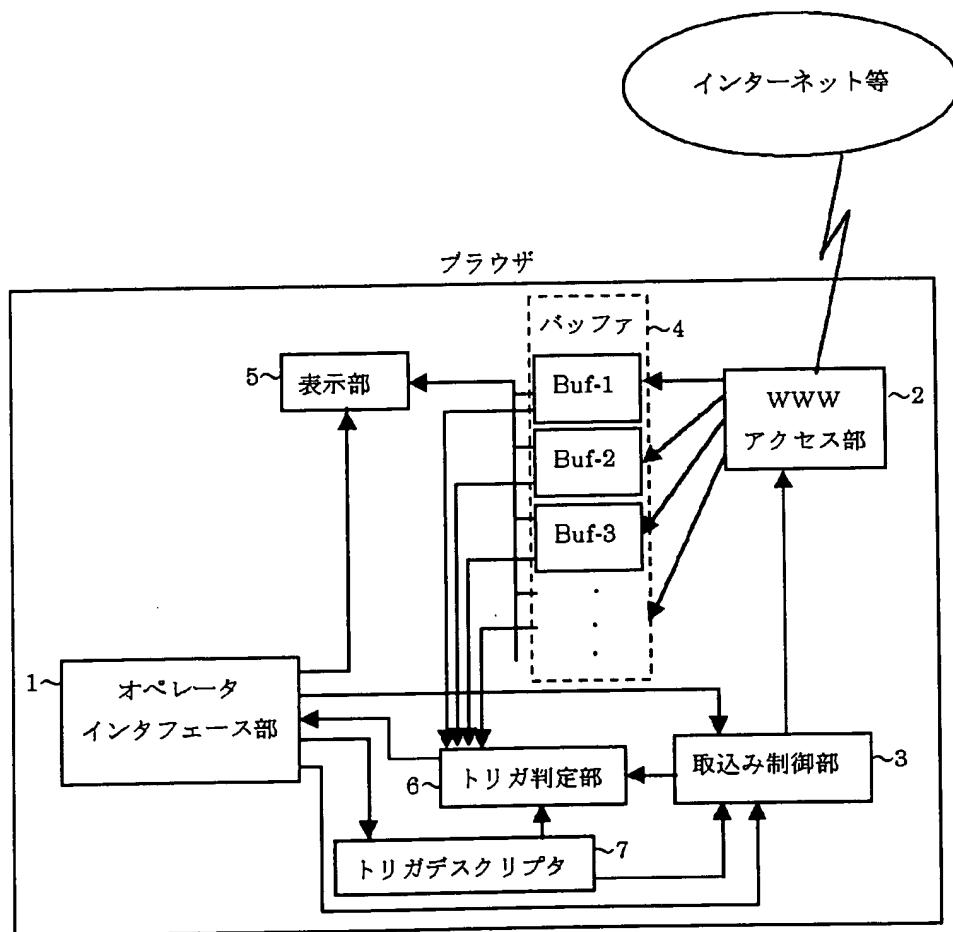 インターネット等
ブラウザ
バッファ
~4
5~
表示部
Buf-1
WWW
アクセス部
~2
Buf-2
Buf-3
1~
オペレータ
インタフェース部
6~
トリガ判定部
取込み制御部
~3
トリガデスクリプタ
~7